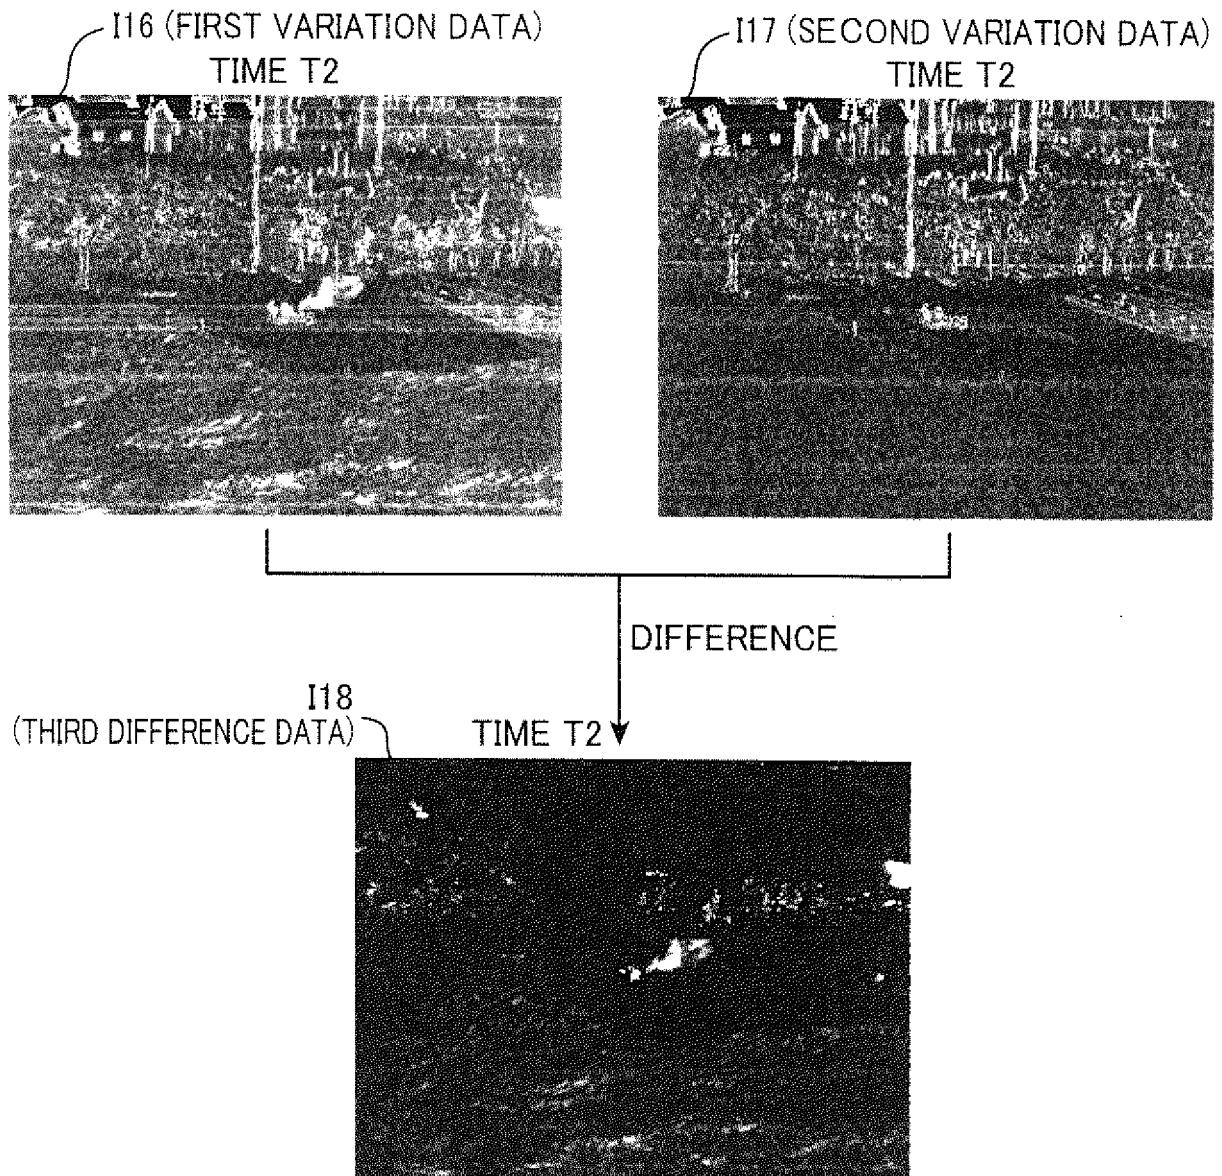 I16 (FIRST VARIATION DATA)
TIME T2
I17 (SECOND VARIATION DATA)
TIME T2
DIFFERENCE
I18
(THIRD DIFFERENCE DATA)
TIME T2